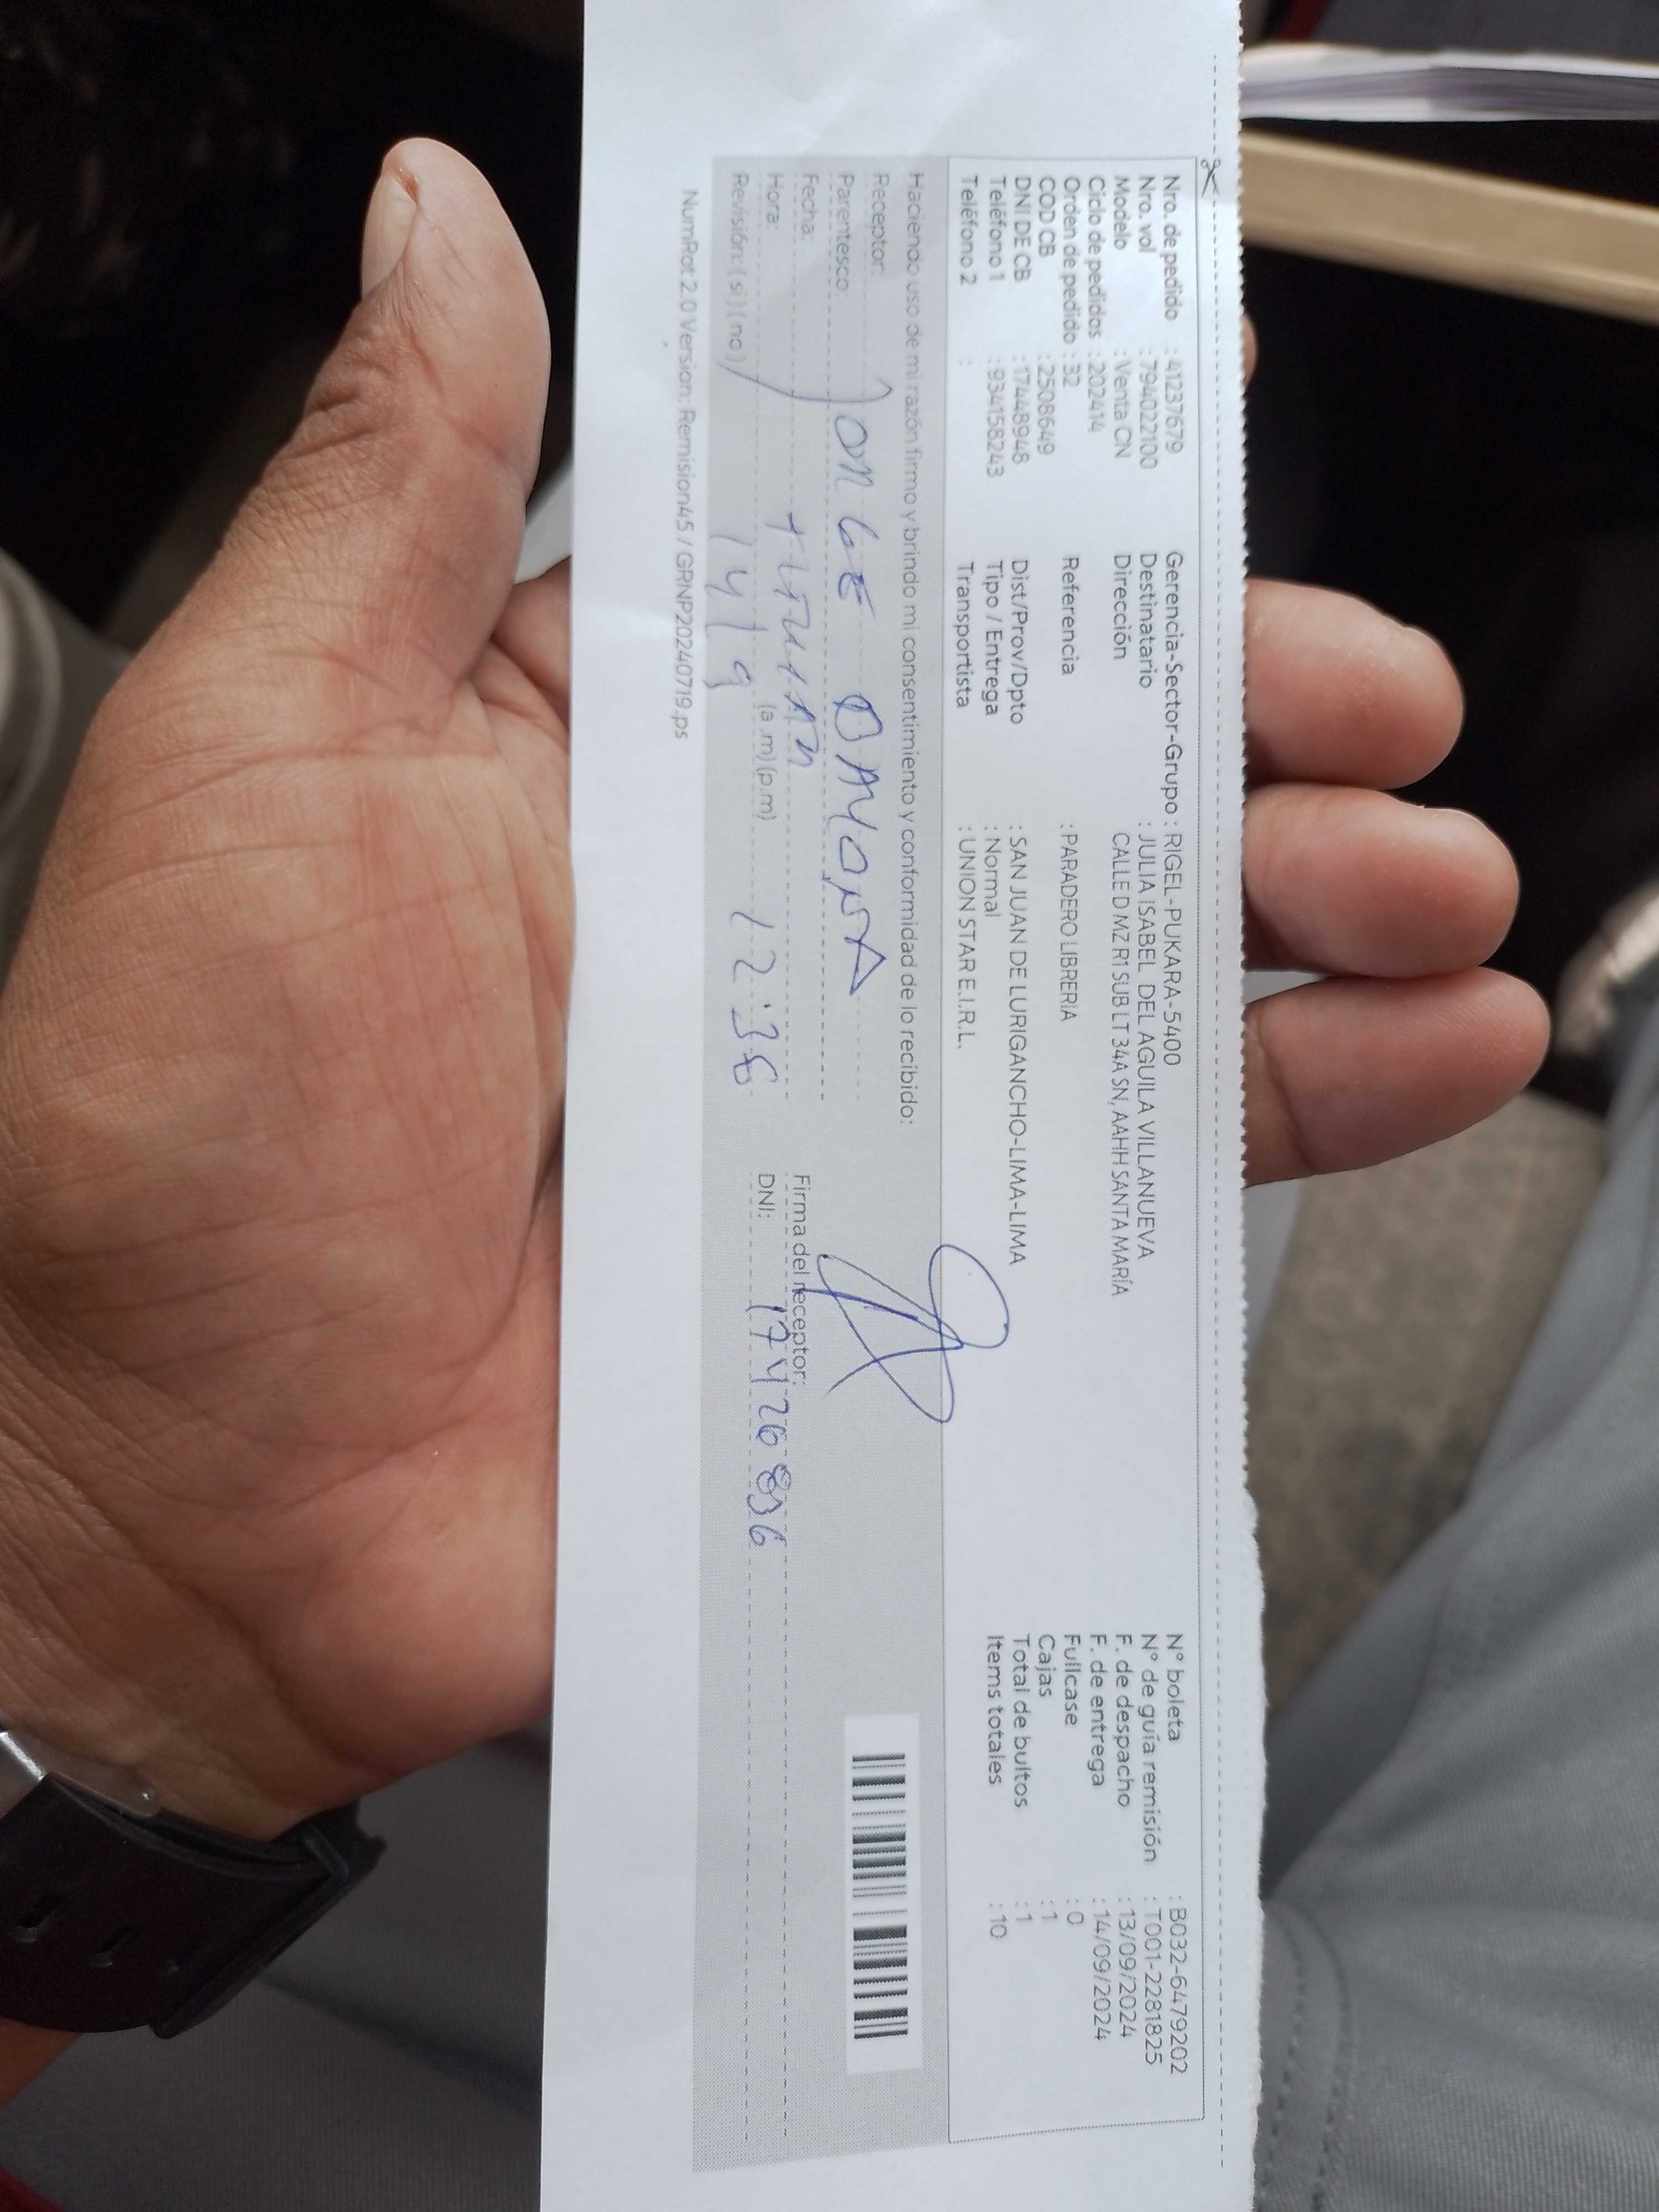 Nro. de pedido : 41237679
Nro. vol : 794022100
Modelo : Venta CN
Ciclo de pedidos : 202414
Orden de pedido : 32
COD CB : 2508649
DNI DE CB : 17448948
Teléfono 1 : 934158243
Teléfono 2 :
Gerencia-Sector-Grupo : RIGEL-PUKARA-5400
Destinatario : JULIA ISABEL DEL AGUILA VILLANUEVA
Dirección CALLE D MZ R1 SUB LT 34A SN, AAHH SANTA MARÍA
Referencia : PARADERO LIBRERIA
Dist/Prov/Dpto : SAN JUAN DE LURIGANCHO-LIMA-LIMA
Tipo / Entrega : Normal
Transportista : UNION STAR E.I.R.L.
N° boleta : B032-6479202
N° de guía remisión : T001-2281825
F. de despacho : 13/09/2024
F. de entrega : 14/09/2024
Fullcase : 0
Cajas : 1
Total de bultos : 1
Items totales : 10
Haciendo uso de mi razón firmo y brindo mi consentimiento y conformidad de lo recibido:
Receptor:
Parentesco:
Fecha:
Hora: (a.m) (p.m)
Revisión: ( si ) ( no )
14/9 12:36
Firma del receptor:
DNI:
NumRot 2.0 Version: Remision45 / GRNP20240719.ps